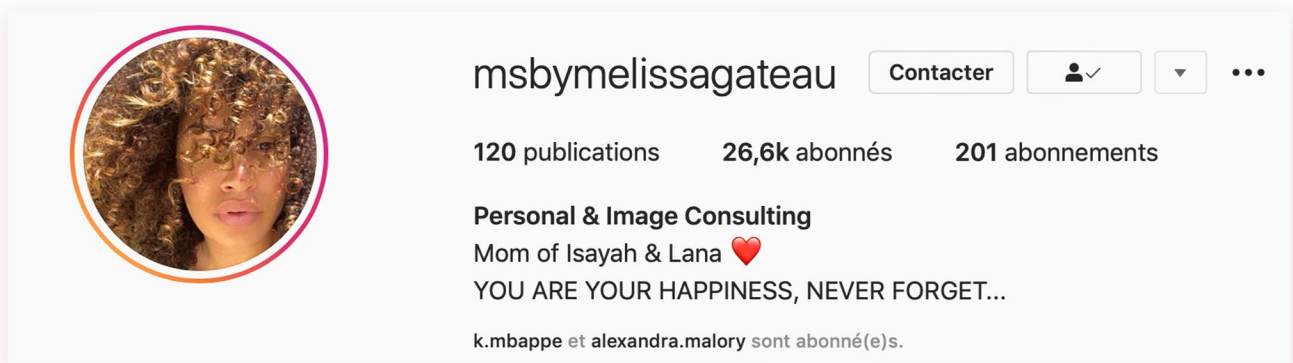 msbymelissagateau Contacter
120 publications 26,6k abonnés 201 abonnements
Personal & Image Consulting
Mom of Isayah & Lana ❤️
YOU ARE YOUR HAPPINESS, NEVER FORGET...
k.mbappe et alexandra.malory sont abonné(e)s.